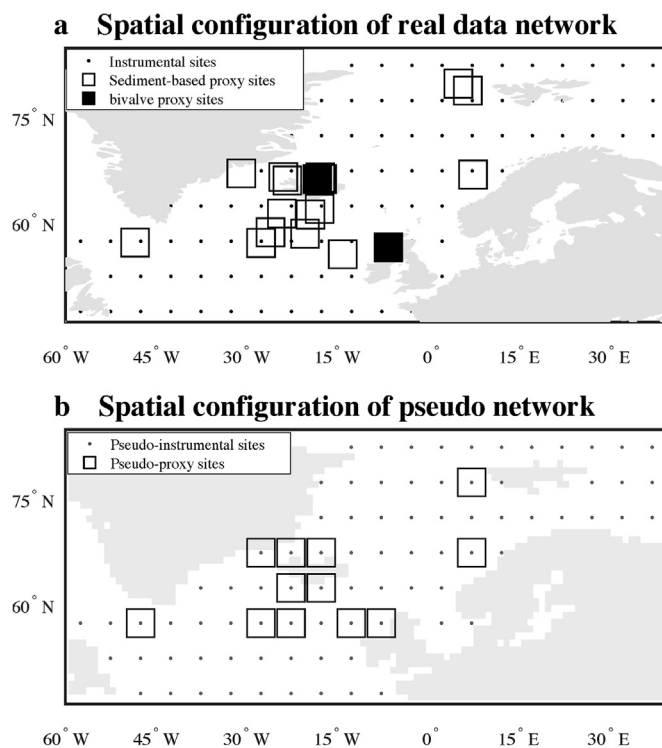 a Spatial configuration of real data network
Instrumental sites
Sediment-based proxy sites
bivalve proxy sites
75° N
60° N
60° W 45° W 30° W 15° W 0° 15° E 30° E
b Spatial configuration of pseudo network
Pseudo-instrumental sites
Pseudo-proxy sites
75° N
60° N
60° W 45° W 30° W 15° W 0° 15° E 30° E